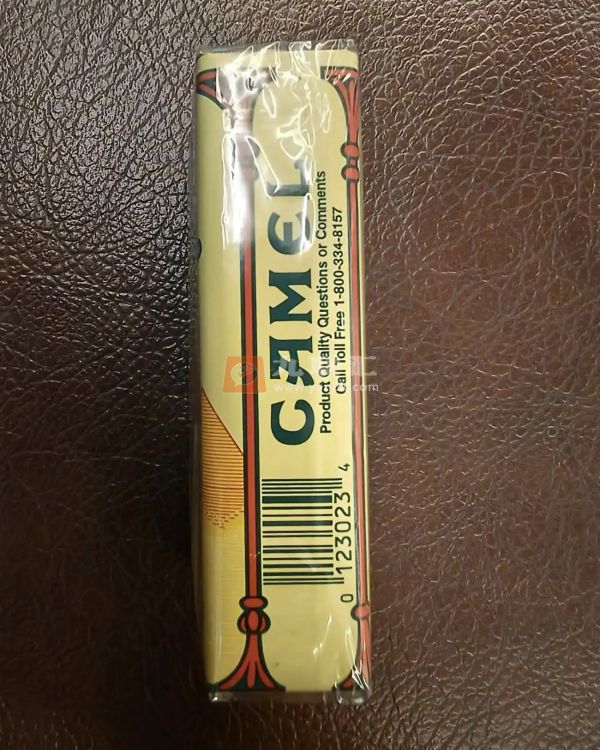 CAMEL
Product Quality Questions or Comments
Call Toll Free 1-800-334-8157
0 123023 4